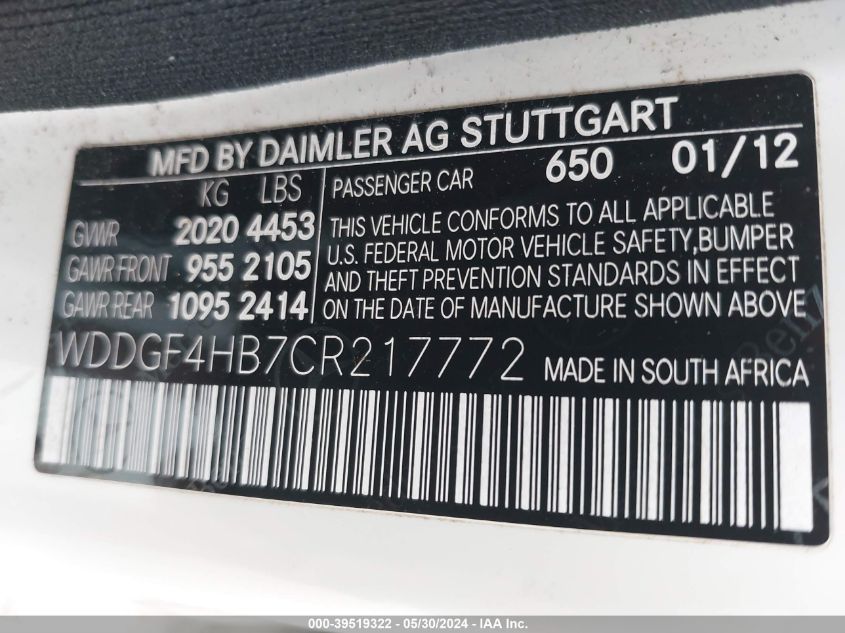 MFD BY DAIMLER AG STUTTGART
KG LBS
GVWR 2020 4453
GAWR FRONT 955 2105
GAWR REAR 1095 2414
PASSENGER CAR 650 01/12
THIS VEHICLE CONFORMS TO ALL APPLICABLE
U.S. FEDERAL MOTOR VEHICLE SAFETY,BUMPER
AND THEFT PREVENTION STANDARDS IN EFFECT
ON THE DATE OF MANUFACTURE SHOWN ABOVE
WDDGF4HB7CR217772 MADE IN SOUTH AFRICA
000-39519322 - 05/30/2024 - IAA Inc.